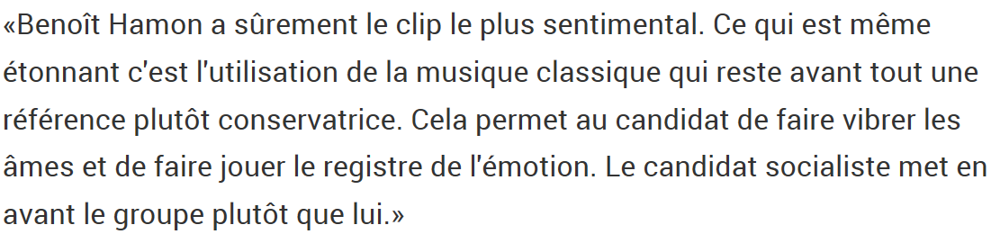 «Benoît Hamon a sûrement le clip le plus sentimental. Ce qui est même
étonnant c'est l'utilisation de la musique classique qui reste avant tout une
référence plutôt conservatrice. Cela permet au candidat de faire vibrer les
âmes et de faire jouer le registre de l'émotion. Le candidat socialiste met en
avant le groupe plutôt que lui.»